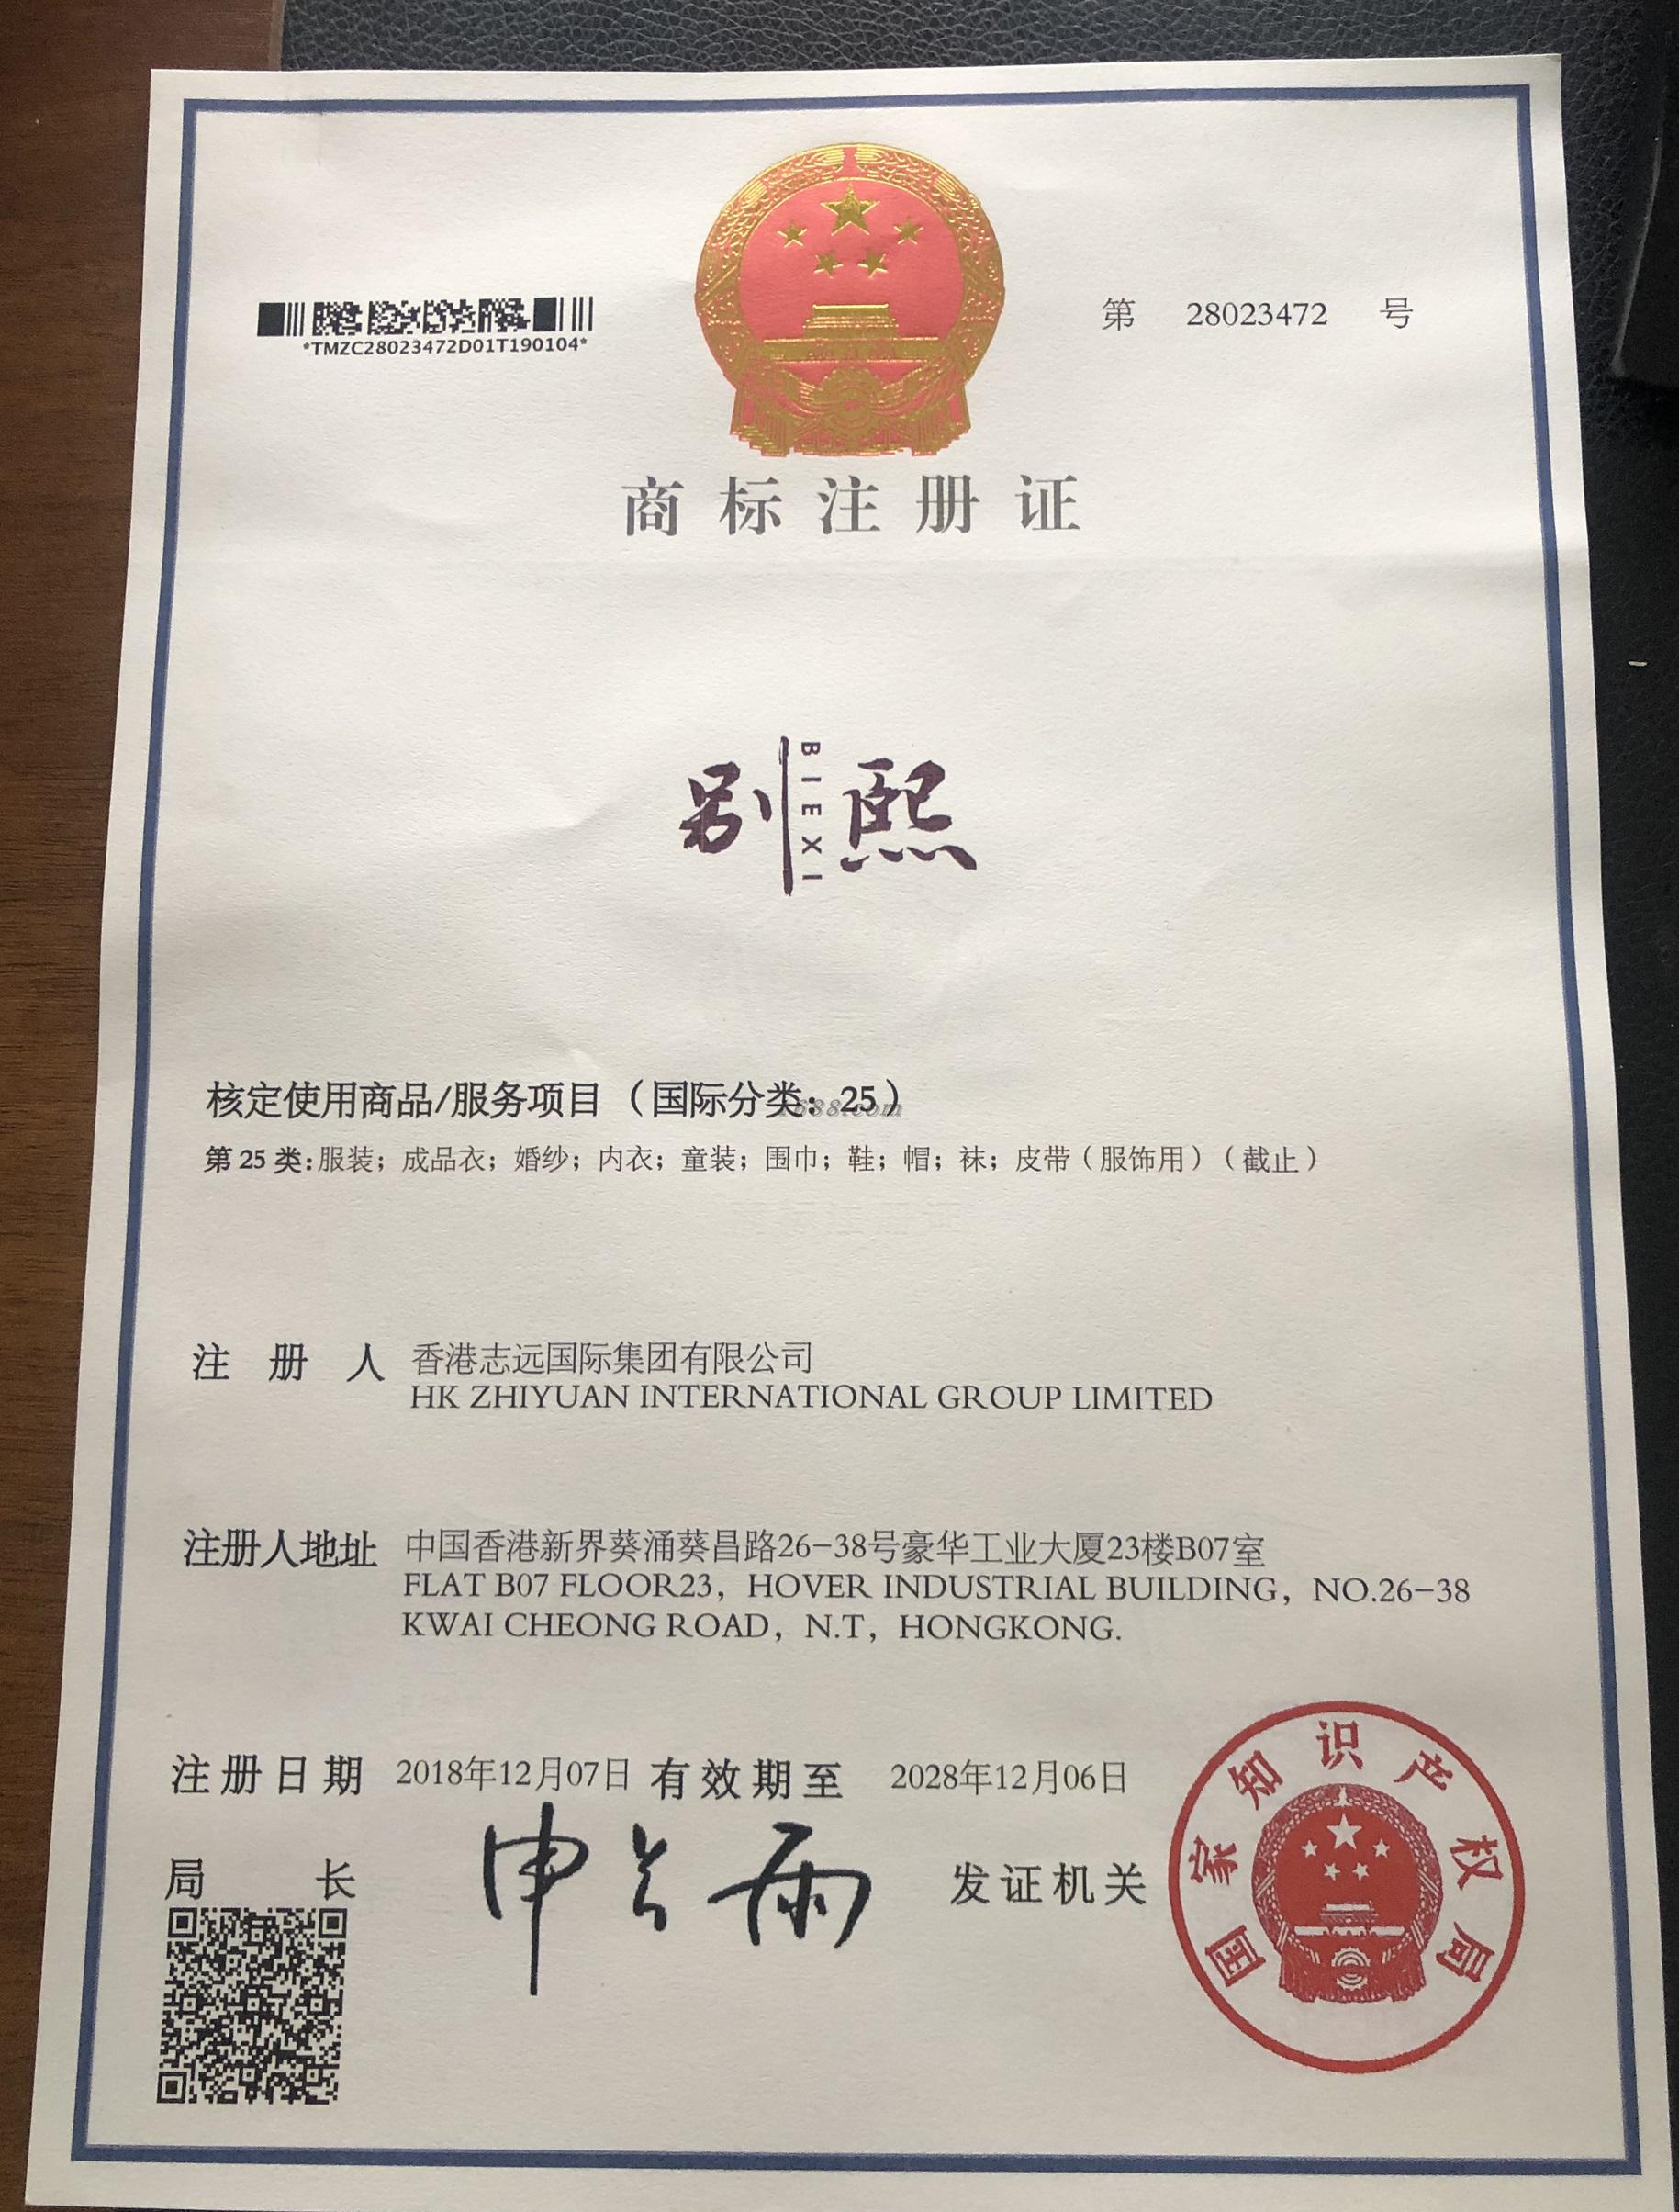 *TMZC28023472D01T190104*
第 28023472 号
商标注册证
别熙
BIEXI
核定使用商品/服务项目（国际分类：25）
1688.com
第25类:服装；成品衣；婚纱；内衣；童装；围巾；鞋；帽；袜；皮带（服饰用）（截止）
注册人 香港志远国际集团有限公司
HK ZHIYUAN INTERNATIONAL GROUP LIMITED
注册人地址 中国香港新界葵涌葵昌路26-38号豪华工业大厦23楼B07室
FLAT B07 FLOOR23，HOVER INDUSTRIAL BUILDING，NO.26-38
KWAI CHEONG ROAD，N.T，HONGKONG.
注册日期 2018年12月07日 有效期至 2028年12月06日
局长 申长雨 发证机关
国家知识产权局